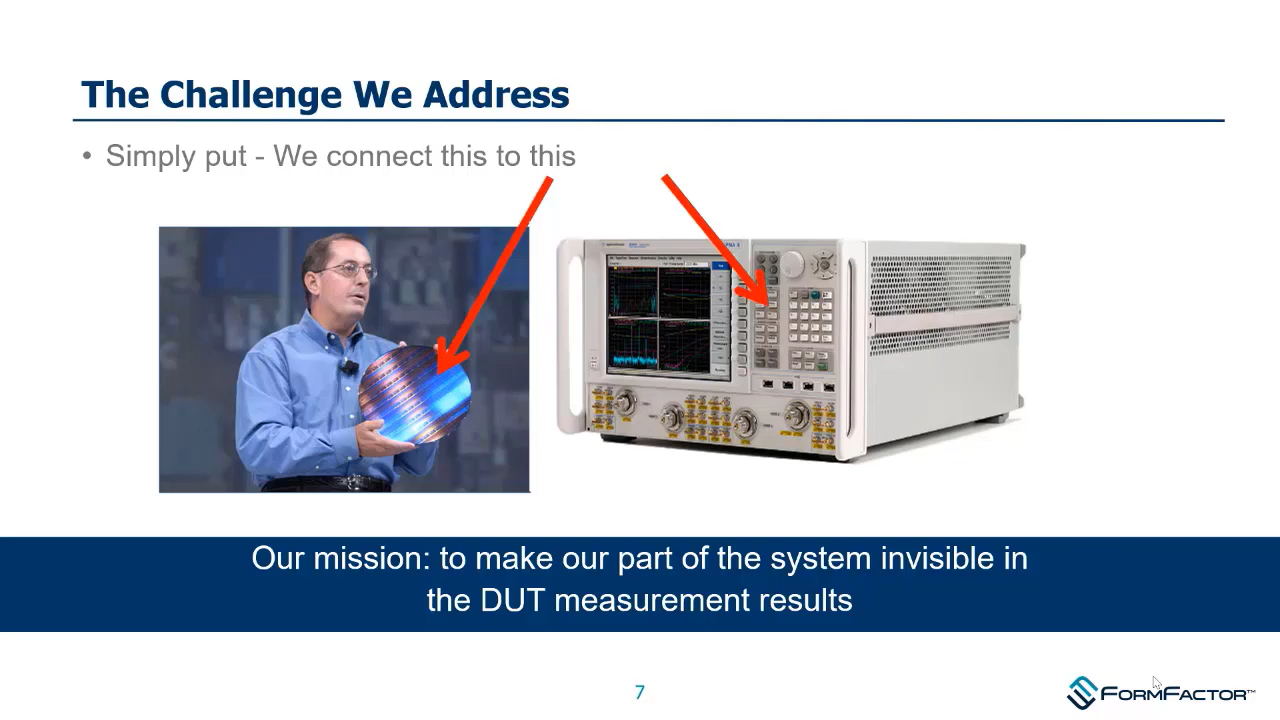 The Challenge We Address
• Simply put - We connect this to this
Our mission: to make our part of the system invisible in
the DUT measurement results
7
FORMFACTOR™